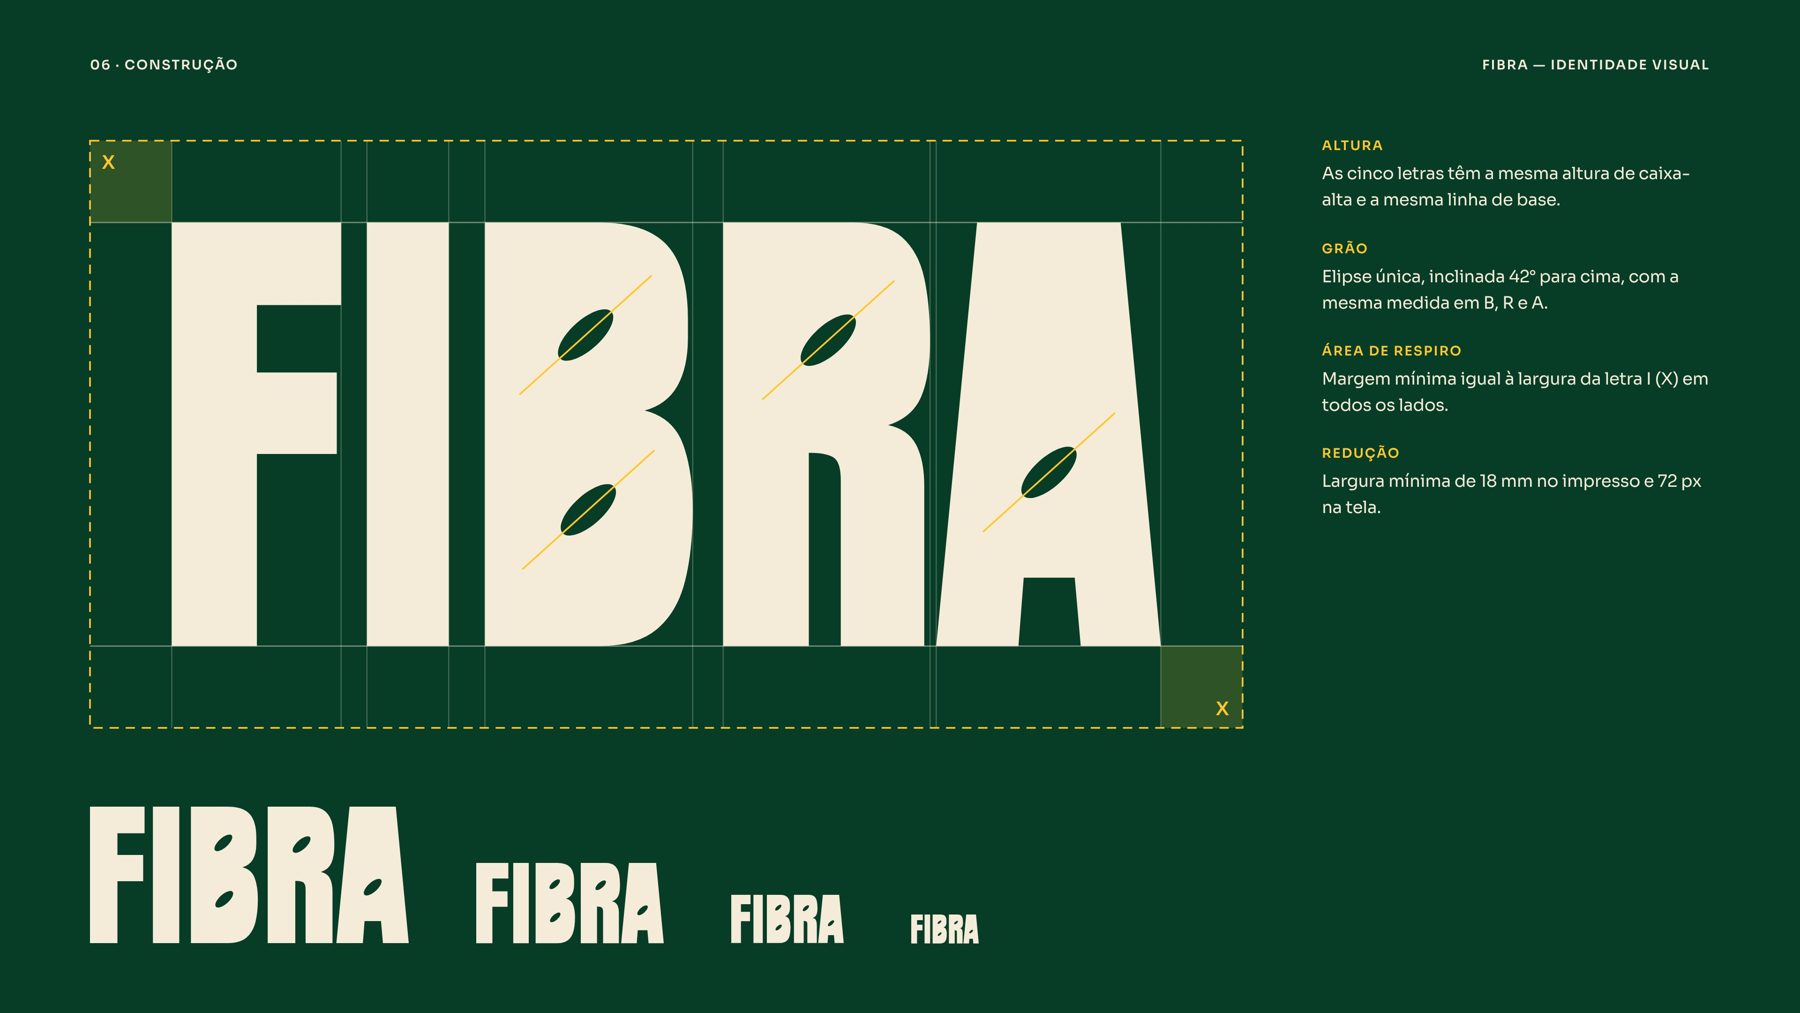 06 · CONSTRUÇÃO
FIBRA — IDENTIDADE VISUAL
X
FIBRA
X
ALTURA
As cinco letras têm a mesma altura de caixa-
alta e a mesma linha de base.
GRÃO
Elipse única, inclinada 42° para cima, com a
mesma medida em B, R e A.
ÁREA DE RESPIRO
Margem mínima igual à largura da letra I (X) em
todos os lados.
REDUÇÃO
Largura mínima de 18 mm no impresso e 72 px
na tela.
FIBRA
FIBRA
FIBRA
FIBRA